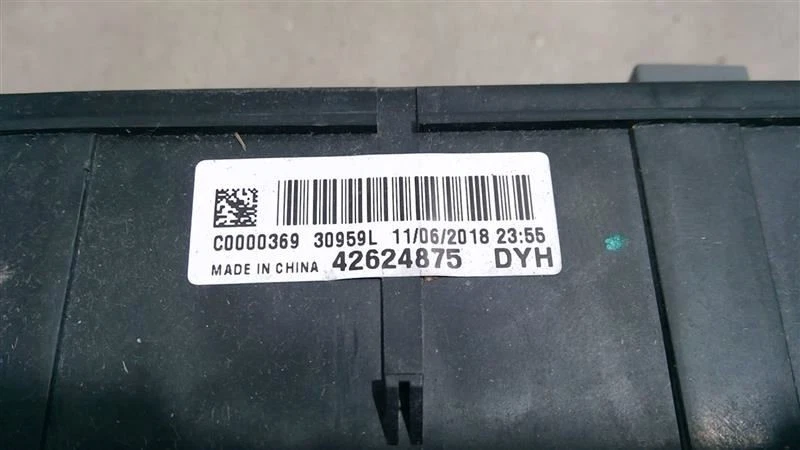 C0000369 30959L 11/06/2018 23:55
MADE IN CHINA 42624875 DYH